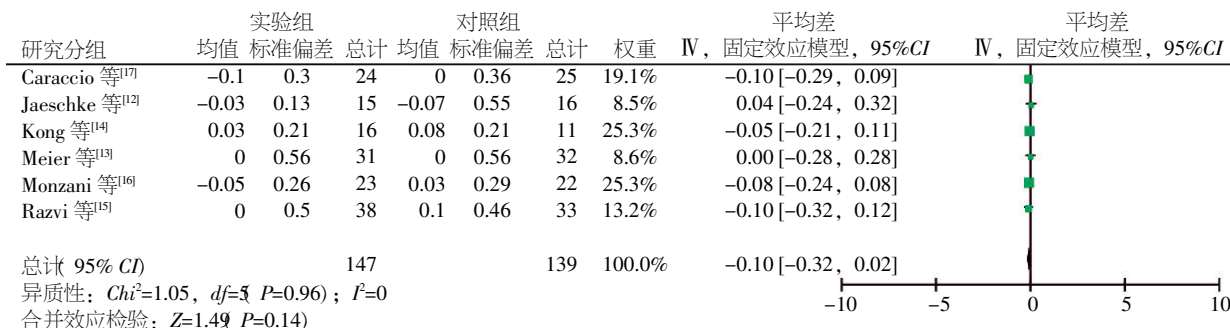 实验组 对照组 平均差 平均差
研究分组 均值 标准偏差 总计 均值 标准偏差 总计 权重 Ⅳ, 固定效应模型, 95%CI Ⅳ, 固定效应模型, 95%CI
Caraccio 等[17] -0.1 0.3 24 0 0.36 25 19.1% -0.10 [-0.29, 0.09]
Jaeschke 等[12] -0.03 0.13 15 -0.07 0.55 16 8.5% 0.04 [-0.24, 0.32]
Kong 等[14] 0.03 0.21 16 0.08 0.21 11 25.3% -0.05 [-0.21, 0.11]
Meier 等[13] 0 0.56 31 0 0.56 32 8.6% 0.00 [-0.28, 0.28]
Monzani 等[16] -0.05 0.26 23 0.03 0.29 22 25.3% -0.08 [-0.24, 0.08]
Razvi 等[15] 0 0.5 38 0.1 0.46 33 13.2% -0.10 [-0.32, 0.12]
总计( 95% CI) 147 139 100.0% -0.10 [-0.32, 0.02]
异质性: Chi²=1.05, df=5( P=0.96) ; I²=0
-10 -5 0 5 10
合并效应检验: Z=1.49( P=0.14)